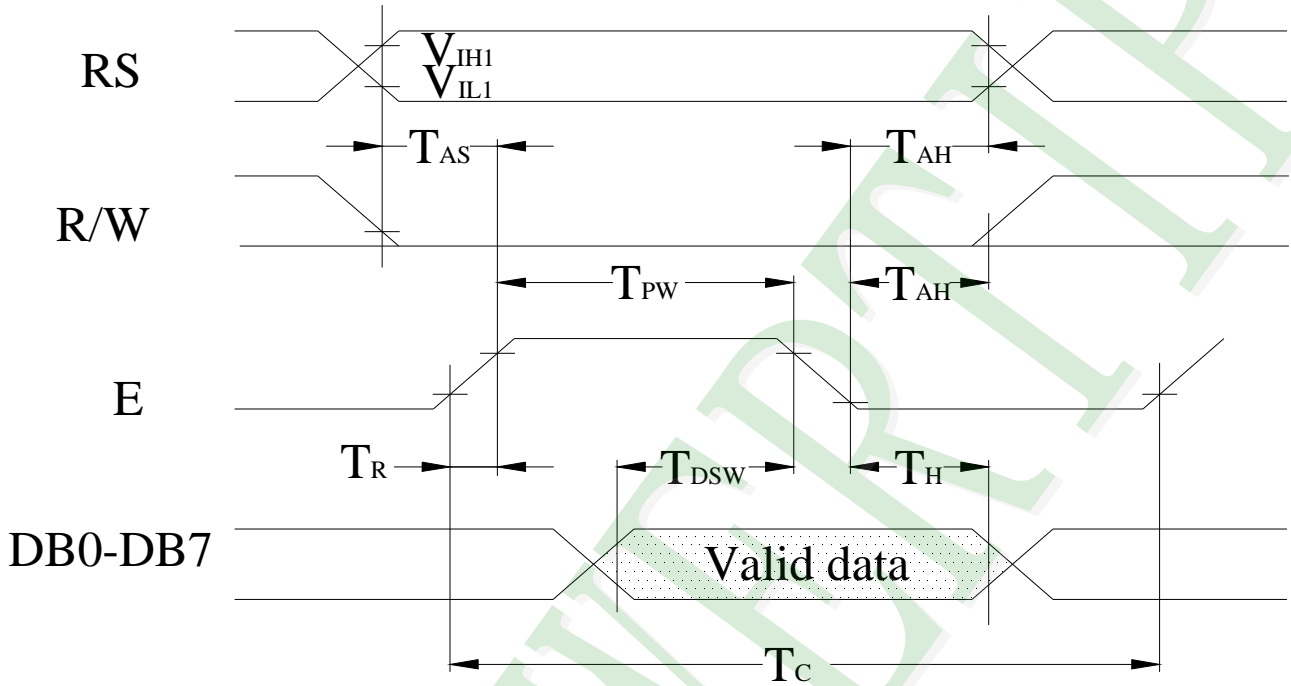 RS
V_IH1
V_IL1
T_AS
T_AH
R/W
T_PW
T_AH
E
T_R
T_DSW
T_H
DB0-DB7
Valid data
T_C